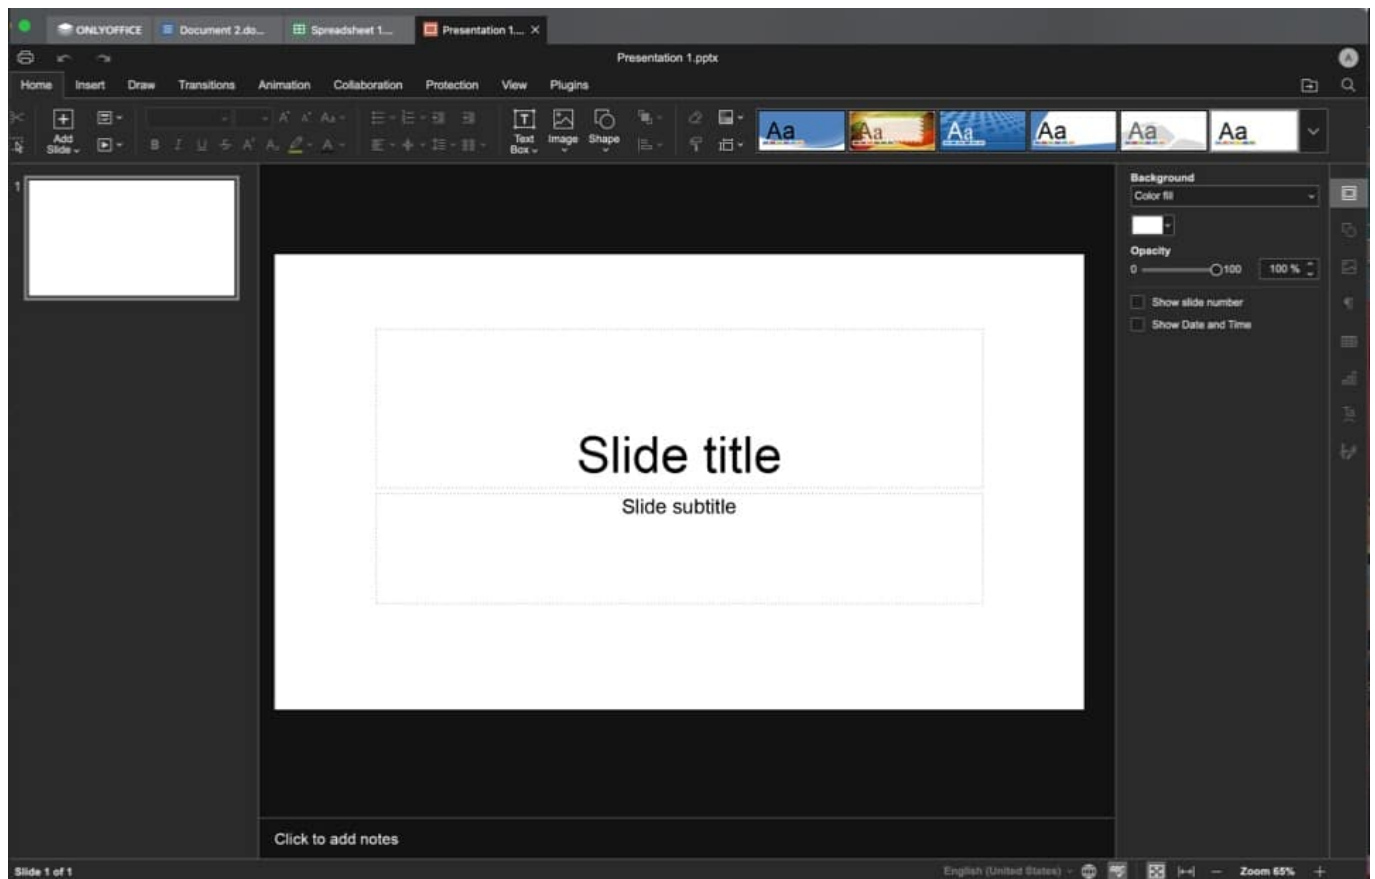 ONLYOFFICE Document 2.do... Spreadsheet 1.... Presentation 1.... ×
Presentation 1.pptx
A
Home Insert Draw Transitions Animation Collaboration Protection View Plugins
Add
Slide
B I U S A A A
A A Aa
Text
Box
Image
Shape
Aa Aa Aa Aa Aa Aa
1
Slide title
Slide subtitle
Click to add notes
Background
Color fill
Opacity
0 100 100 %
Show slide number
Show Date and Time
Slide 1 of 1
English (United States)
Zoom 65%